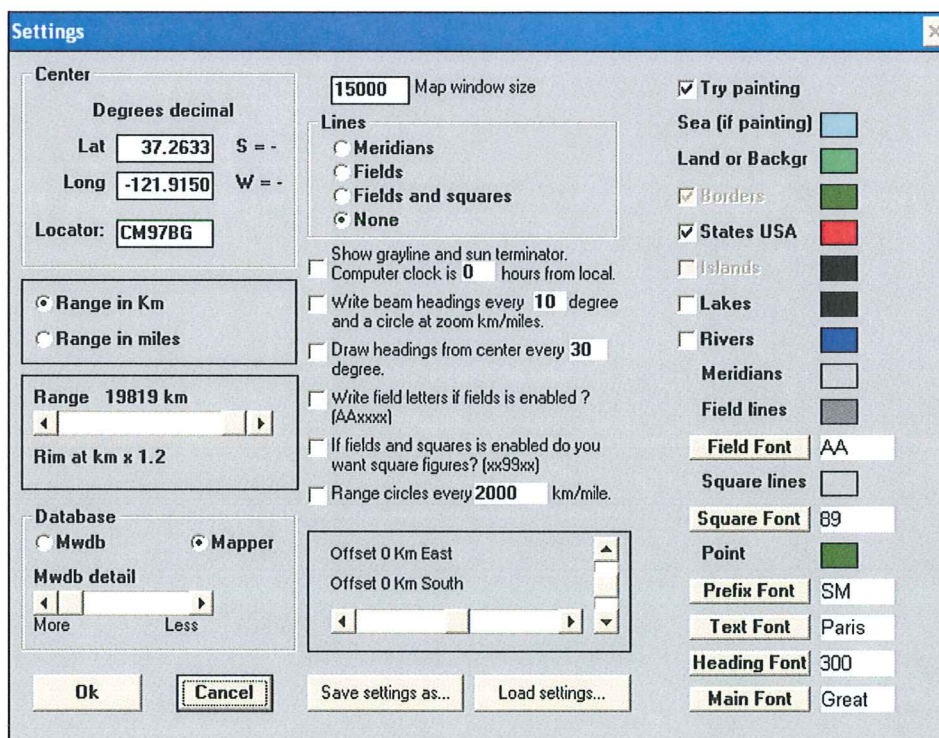 Settings
Center
Degrees decimal
Lat 37.2633 S = -
Long -121.9150 W = -
Locator: CM97BG
Range in Km
Range in miles
Range 19819 km
Rim at km x 1.2
Database
Mwdb Mapper
Mwdb detail
More Less
Ok Cancel
15000 Map window size
Lines
Meridians
Fields
Fields and squares
None
Show grayline and sun terminator.
Computer clock is 0 hours from local.
Write beam headings every 10 degree
and a circle at zoom km/miles.
Draw headings from center every 30
degree.
Write field letters if fields is enabled ?
(AAxxxx)
If fields and squares is enabled do you
want square figures? (xx99xx)
Range circles every 2000 km/mile.
Offset 0 Km East
Offset 0 Km South
Save settings as... Load settings...
Try painting
Sea (if painting)
Land or Backgr
Borders
States USA
Islands
Lakes
Rivers
Meridians
Field lines
Field Font AA
Square lines
Square Font 89
Point
Prefix Font SM
Text Font Paris
Heading Font 300
Main Font Great